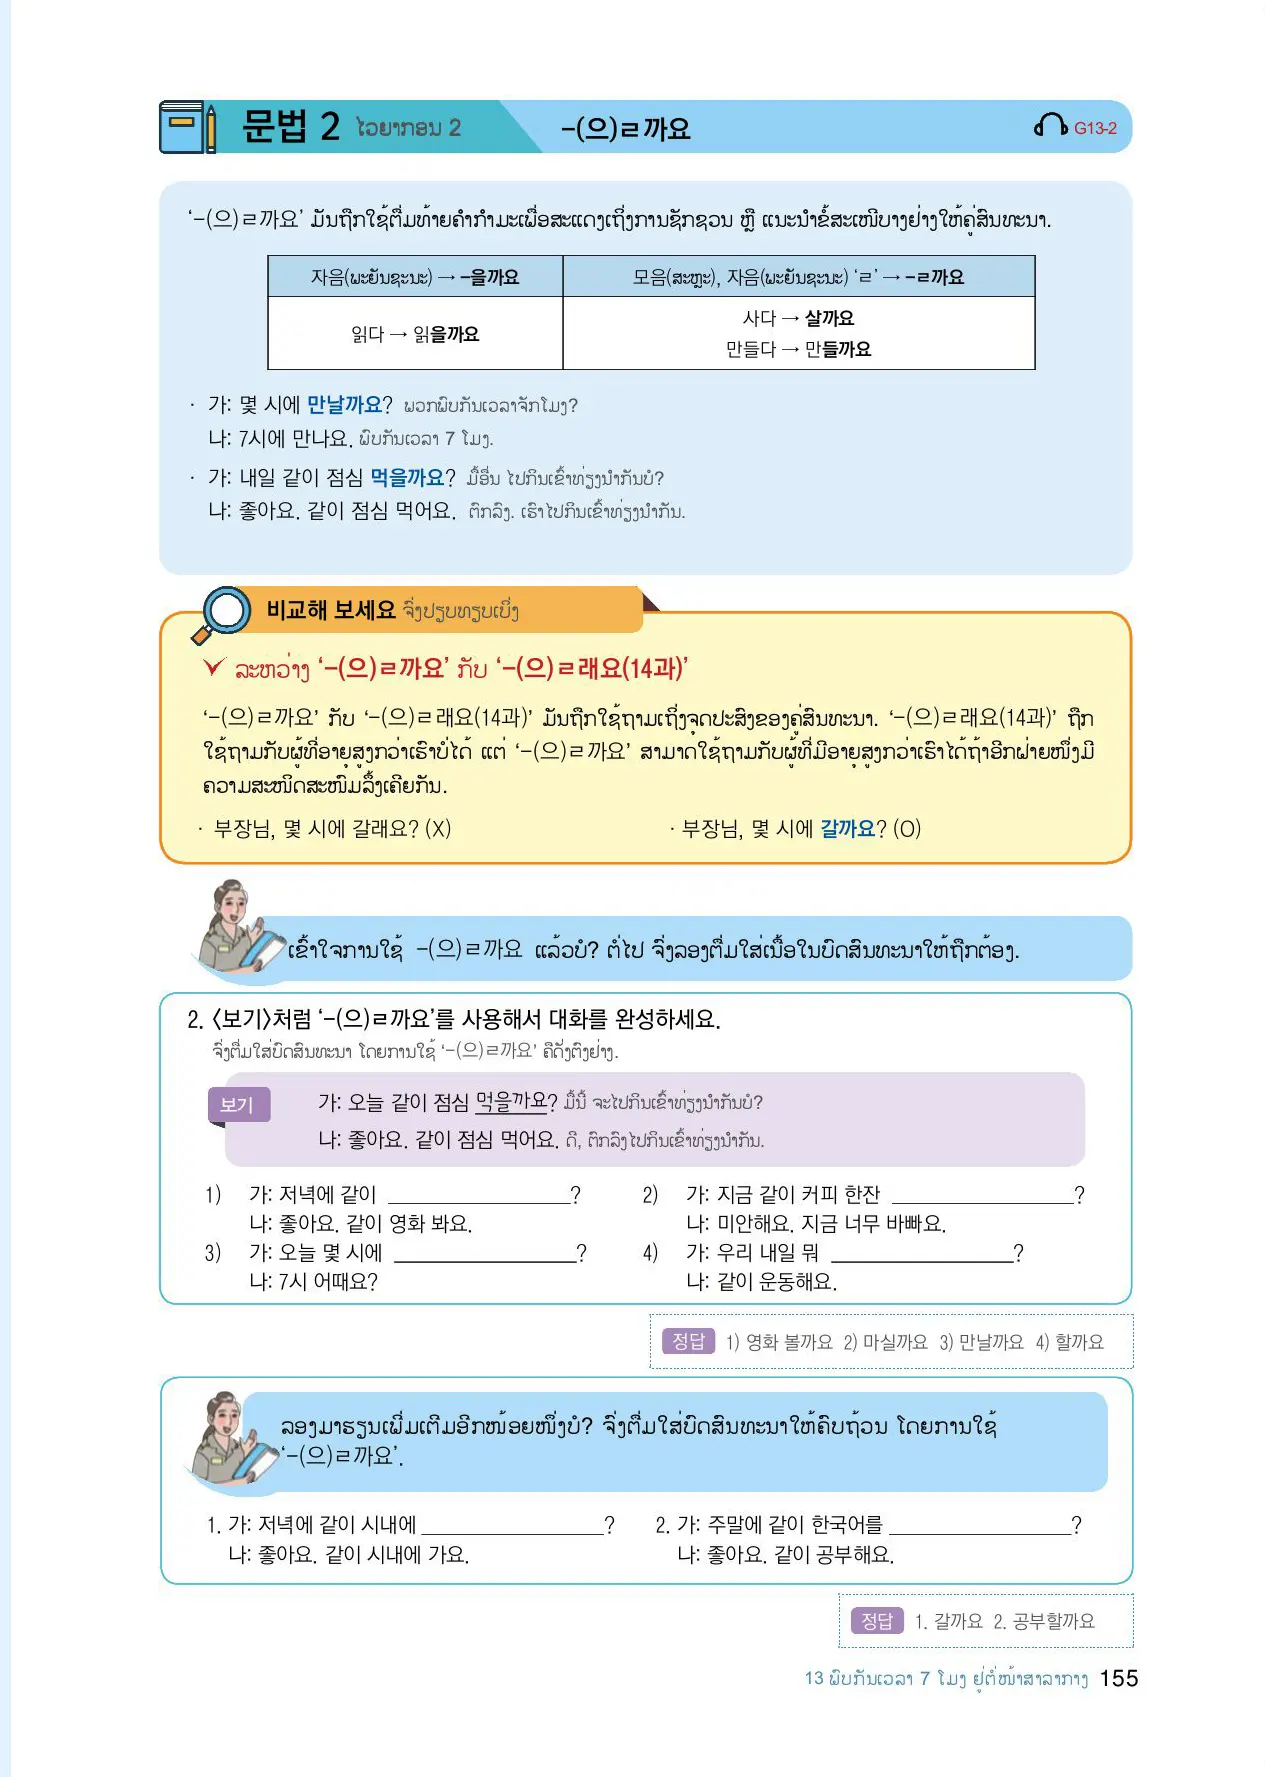 문법 2 ໄວຍາກອນ 2 -(으)ㄹ까요 G13-2
‘-(으)ㄹ까요’ ມັນຖືກໃຊ້ຕື່ມທ້າຍຄຳກຳມະເພື່ອສະແດງເຖິງການຊັກຊວນ ຫຼື ແນະນຳຂໍ້ສະເໜີບາງຢ່າງໃຫ້ຄູ່ສົນທະນາ.
자음(ພະຍັນຊະນະ) → -을까요 모음(ສະຫຼະ), 자음(ພະຍັນຊະນະ) ‘ㄹ’ → -ㄹ까요
읽다 → 읽을까요 사다 → 살까요
만들다 → 만들까요
· 가: 몇 시에 만날까요? ພວກພົບກັນເວລາຈັກໂມງ?
나: 7시에 만나요. ພົບກັນເວລາ 7 ໂມງ.
· 가: 내일 같이 점심 먹을까요? ມື້ອື່ນ ໄປກິນເຂົ້າທ່ຽງນຳກັນບໍ?
나: 좋아요. 같이 점심 먹어요. ຕົກລົງ. ເຮົາໄປກິນເຂົ້າທ່ຽງນຳກັນ.
비교해 보세요 ຈົ່ງປຽບທຽບເບິ່ງ
ລະຫວ່າງ ‘-(으)ㄹ까요’ ກັບ ‘-(으)ㄹ래요(14과)’
‘-(으)ㄹ까요’ ກັບ ‘-(으)ㄹ래요(14과)’ ມັນຖືກໃຊ້ຖາມເຖິງຈຸດປະສົງຂອງຄູ່ສົນທະນາ. ‘-(으)ㄹ래요(14과)’ ຖືກ
ໃຊ້ຖາມກັບຜູ້ທີ່ອາຍຸສູງກວ່າເຮົາບໍ່ໄດ້ ແຕ່ ‘-(으)ㄹ까요’ ສາມາດໃຊ້ຖາມກັບຜູ້ທີ່ມີອາຍຸສູງກວ່າເຮົາໄດ້ຖ້າອີກຝ່າຍໜຶ່ງມີ
ຄວາມສະໜິດສະໜົມລຶ້ງເຄີຍກັນ.
· 부장님, 몇 시에 갈래요? (X) · 부장님, 몇 시에 갈까요? (O)
ເຂົ້າໃຈການໃຊ້ -(으)ㄹ까요 ແລ້ວບໍ? ຕໍ່ໄປ ຈົ່ງລອງຕື່ມໃສ່ເນື້ອໃນບົດສົນທະນາໃຫ້ຖືກຕ້ອງ.
2. 〈보기〉처럼 ‘-(으)ㄹ까요’를 사용해서 대화를 완성하세요.
ຈົ່ງຕື່ມໃສ່ບົດສົນທະນາ ໂດຍການໃຊ້ ‘-(으)ㄹ까요’ ຄືດັ່ງຕົງຢ່າງ.
보기 가: 오늘 같이 점심 먹을까요? ມື້ນີ້ ຈະໄປກິນເຂົ້າທ່ຽງນຳກັນບໍ?
나: 좋아요. 같이 점심 먹어요. ດີ, ຕົກລົງໄປກິນເຂົ້າທ່ຽງນຳກັນ.
1) 가: 저녁에 같이 ________________? 2) 가: 지금 같이 커피 한잔 ________________?
나: 좋아요. 같이 영화 봐요. 나: 미안해요. 지금 너무 바빠요.
3) 가: 오늘 몇 시에 ________________? 4) 가: 우리 내일 뭐 ________________?
나: 7시 어때요? 나: 같이 운동해요.
정답 1) 영화 볼까요 2) 마실까요 3) 만날까요 4) 할까요
ລອງມາຮຽນເພີ່ມເຕີມອີກໜ້ອຍໜຶ່ງບໍ? ຈົ່ງຕື່ມໃສ່ບົດສົນທະນາໃຫ້ຄົບຖ້ວນ ໂດຍການໃຊ້
‘-(으)ㄹ까요’.
1. 가: 저녁에 같이 시내에 ________________? 2. 가: 주말에 같이 한국어를 ________________?
나: 좋아요. 같이 시내에 가요. 나: 좋아요. 같이 공부해요.
정답 1. 갈까요 2. 공부할까요
13 ພົບກັນເວລາ 7 ໂມງ ຢູ່ຕໍ່ໜ້າສາລາກາງ 155